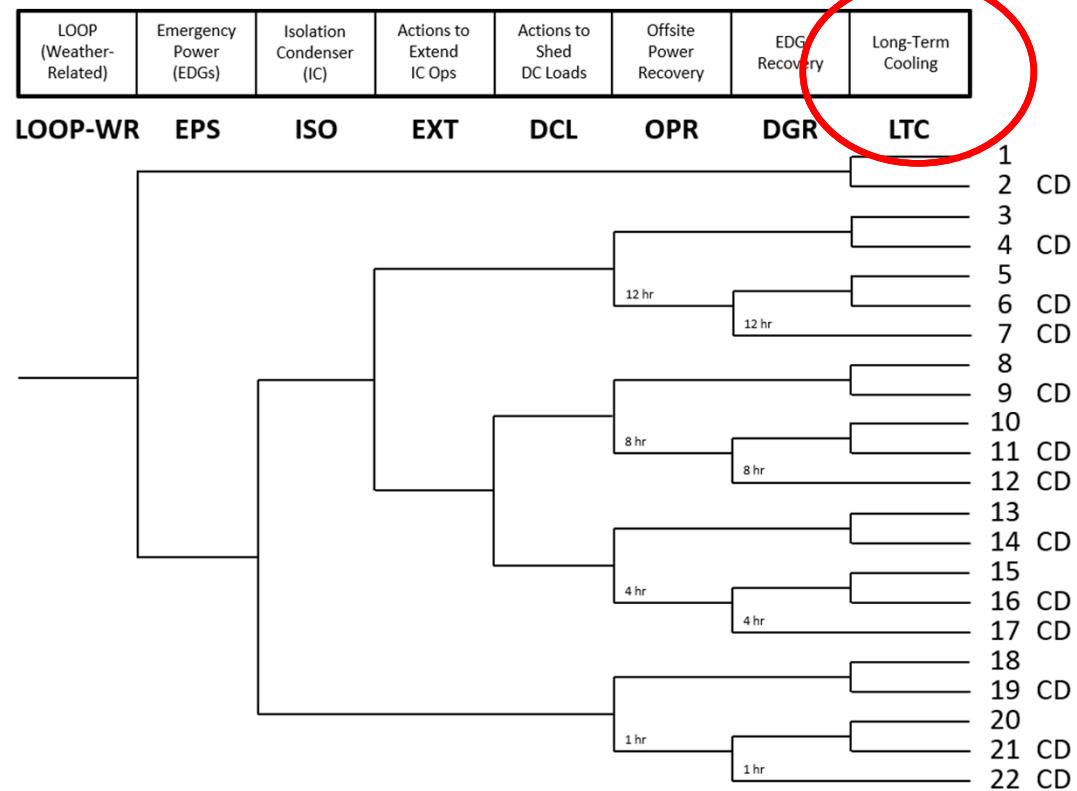 LOOP
(Weather-
Related)
Emergency
Power
(EDGs)
Isolation
Condenser
(IC)
Actions to
Extend
IC Ops
Actions to
Shed
DC Loads
Offsite
Power
Recovery
EDG
Recovery
Long-Term
Cooling
LOOP-WR EPS ISO EXT DCL OPR DGR LTC
1
2 CD
3
4 CD
5
12 hr 6 CD
12 hr 7 CD
8
9 CD
10
8 hr 11 CD
8 hr 12 CD
13
14 CD
15
4 hr 16 CD
4 hr 17 CD
18
19 CD
20
1 hr 21 CD
1 hr 22 CD